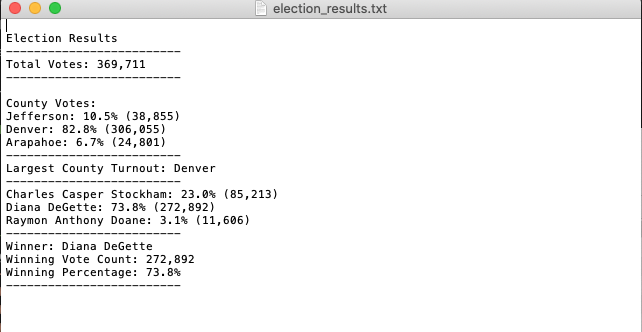 election_results.txt
Election Results
-------------------------
Total Votes: 369,711
-------------------------
County Votes:
Jefferson: 10.5% (38,855)
Denver: 82.8% (306,055)
Arapahoe: 6.7% (24,801)
-------------------------
Largest County Turnout: Denver
-------------------------
Charles Casper Stockham: 23.0% (85,213)
Diana DeGette: 73.8% (272,892)
Raymon Anthony Doane: 3.1% (11,606)
-------------------------
Winner: Diana DeGette
Winning Vote Count: 272,892
Winning Percentage: 73.8%
-------------------------